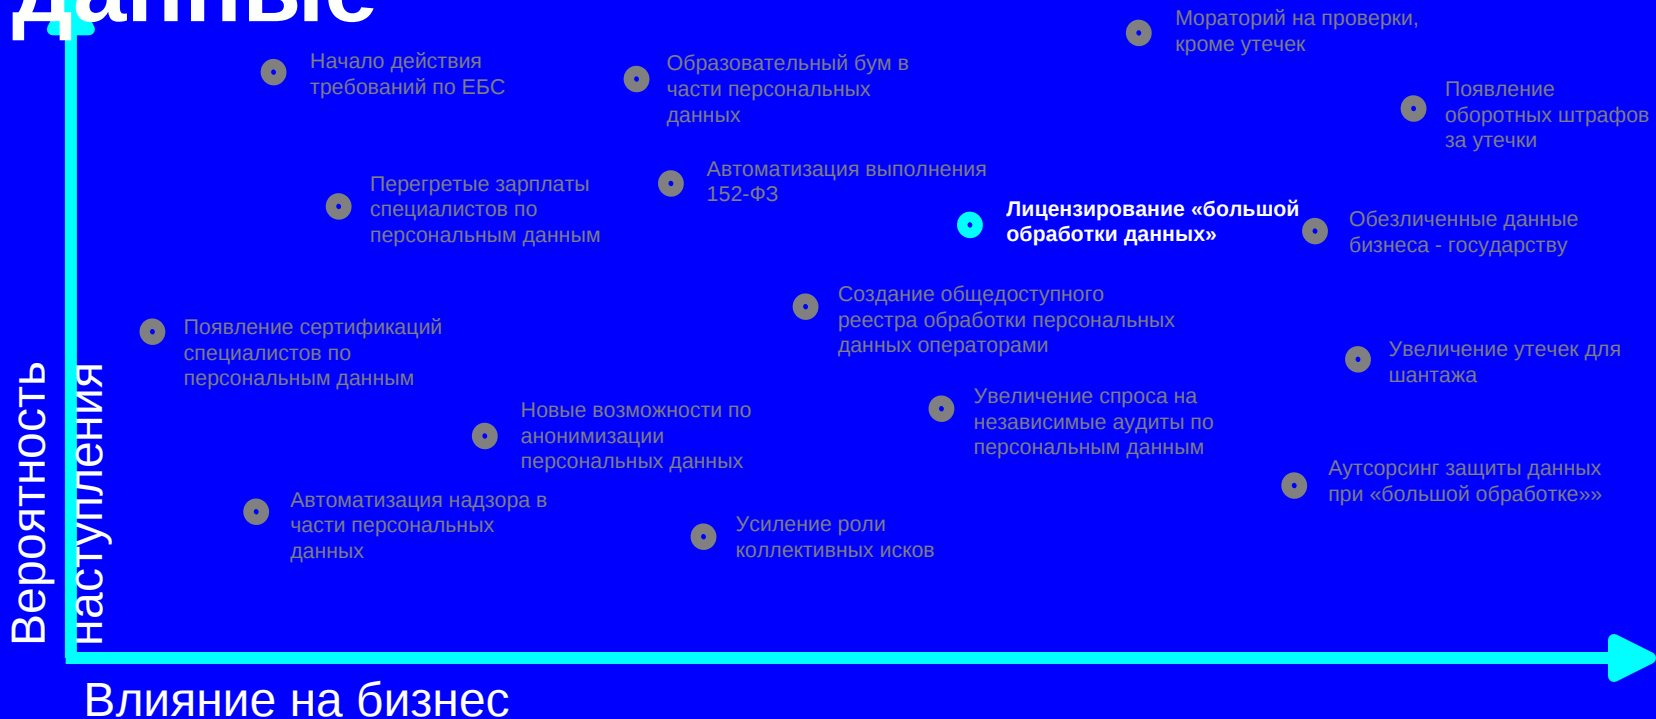 данные
Мораторий на проверки,
кроме утечек
Начало действия
требований по ЕБС
Образовательный бум в
части персональных
данных
Появление
оборотных штрафов
за утечки
Автоматизация выполнения
152-ФЗ
Перегретые зарплаты
специалистов по
персональным данным
Лицензирование «большой
обработки данных»
Обезличенные данные
бизнеса - государству
Создание общедоступного
реестра обработки персональных
данных операторами
Появление сертификаций
специалистов по
персональным данным
Увеличение утечек для
шантажа
Увеличение спроса на
независимые аудиты по
персональным данным
Новые возможности по
анонимизации
персональных данных
Аутсорсинг защиты данных
при «большой обработке»»
Автоматизация надзора в
части персональных
данных
Усиление роли
коллективных исков
Вероятность
наступления
Влияние на бизнес